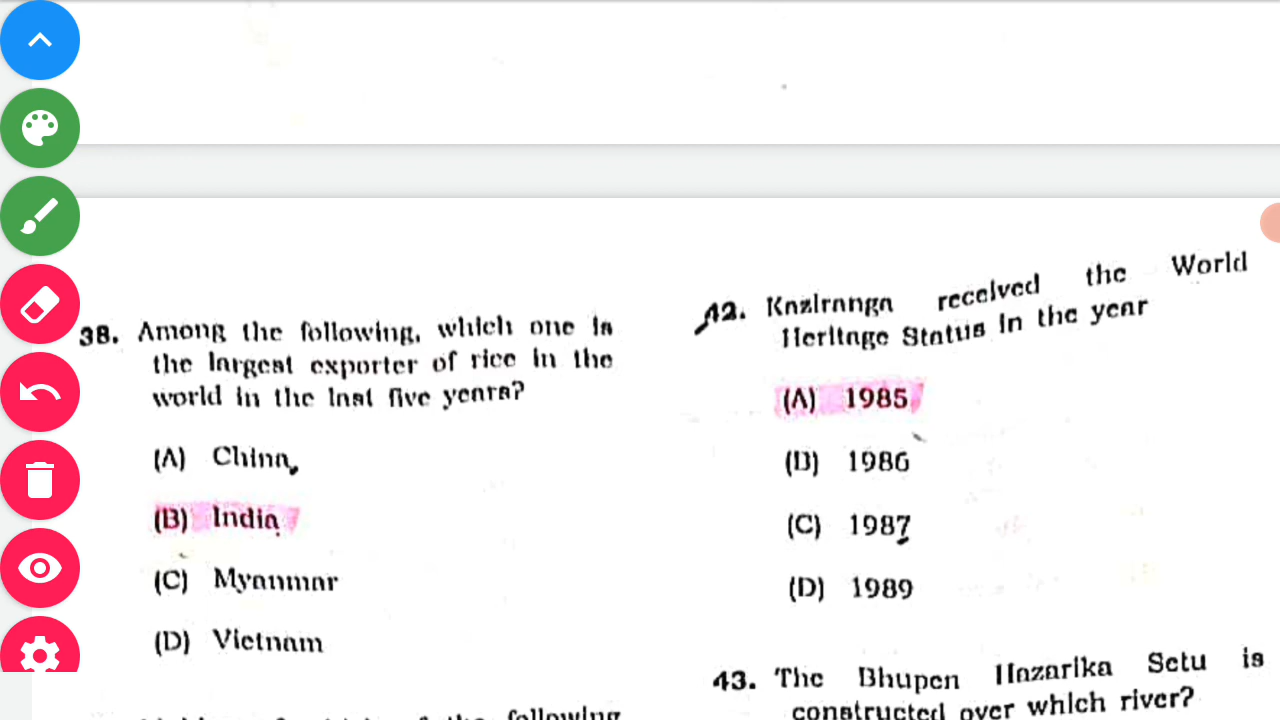 38. Among the following, which one is
the largest exporter of rice in the
world in the last five years?
(A) China
(B) India
(C) Myanmar
(D) Vietnam
following
42. Kaziranga received the World
Heritage Status in the year
(A) 1985
(B) 1986
(C) 1987
(D) 1989
43. The Bhupen Hazarika Setu is
constructed over which river?